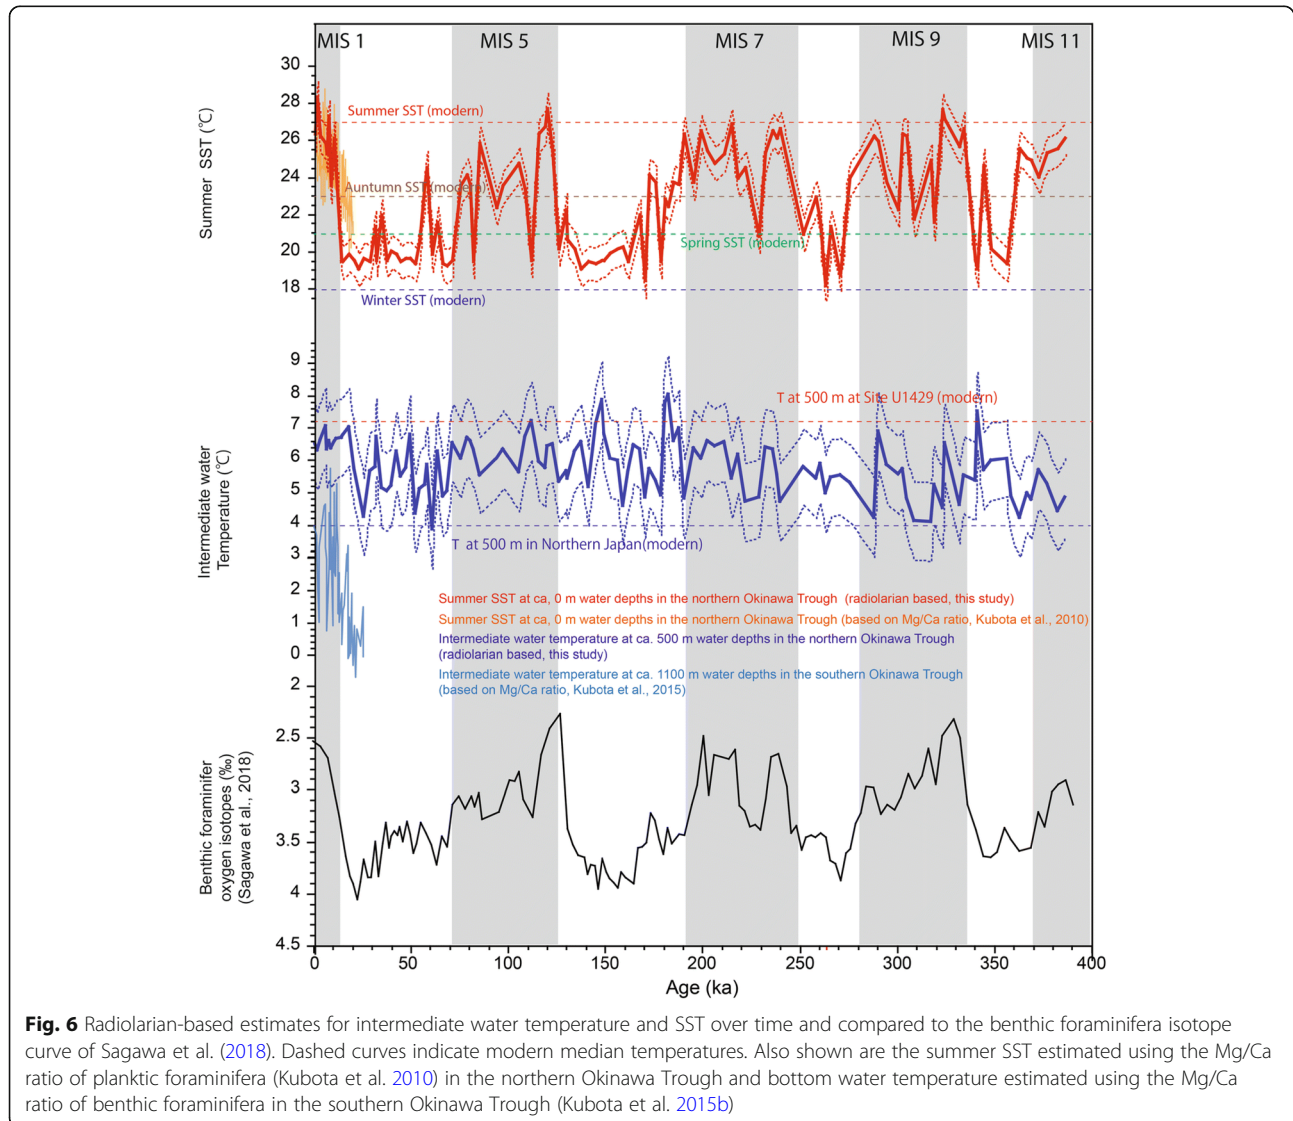 MIS 1
MIS 5
MIS 7
MIS 9
MIS 11
30
28
26
24
22
20
18
Summer SST (℃)
Summer SST (modern)
Auntumn SST (modern)
Spring SST (modern)
Winter SST (modern)
9
8
7
6
5
4
3
2
1
0
Intermediate water
Temperature (℃)
T at 500 m at Site U1429 (modern)
T at 500 m in Northern Japan(modern)
Summer SST at ca, 0 m water depths in the northern Okinawa Trough (radiolarian based, this study)
Summer SST at ca, 0 m water depths in the northern Okinawa Trough (based on Mg/Ca ratio, Kubota et al., 2010)
Intermediate water temperature at ca. 500 m water depths in the northern Okinawa Trough
(radiolarian based, this study)
Intermediate water temperature at ca. 1100 m water depths in the southern Okinawa Trough
(based on Mg/Ca ratio, Kubota et al., 2015)
2
2.5
3
3.5
4
4.5
Benthic foraminifer
oxygen isotopes (‰)
(Sagawa et al., 2018)
0
50
100
150
200
250
300
350
400
Age (ka)
Fig. 6 Radiolarian-based estimates for intermediate water temperature and SST over time and compared to the benthic foraminifera isotope
curve of Sagawa et al. (2018). Dashed curves indicate modern median temperatures. Also shown are the summer SST estimated using the Mg/Ca
ratio of planktic foraminifera (Kubota et al. 2010) in the northern Okinawa Trough and bottom water temperature estimated using the Mg/Ca
ratio of benthic foraminifera in the southern Okinawa Trough (Kubota et al. 2015b)